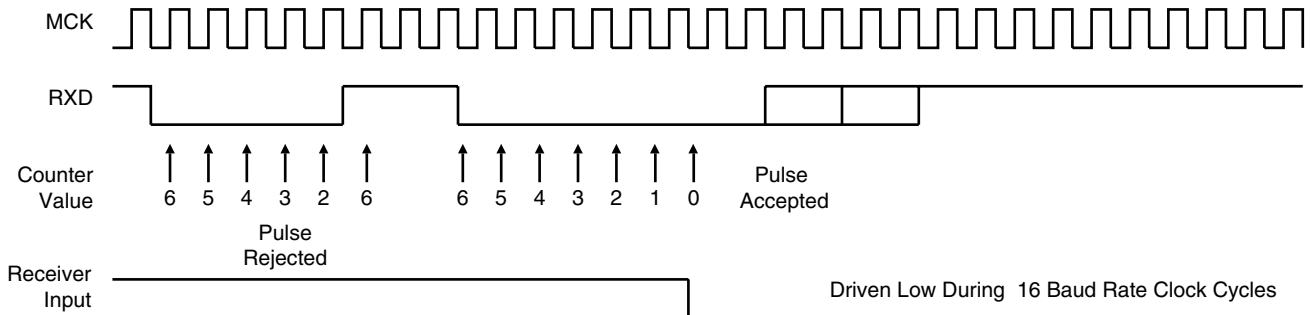 MCK
RXD
Counter
Value
6 5 4 3 2 6 6 5 4 3 2 1 0
Pulse
Accepted
Pulse
Rejected
Receiver
Input
Driven Low During 16 Baud Rate Clock Cycles